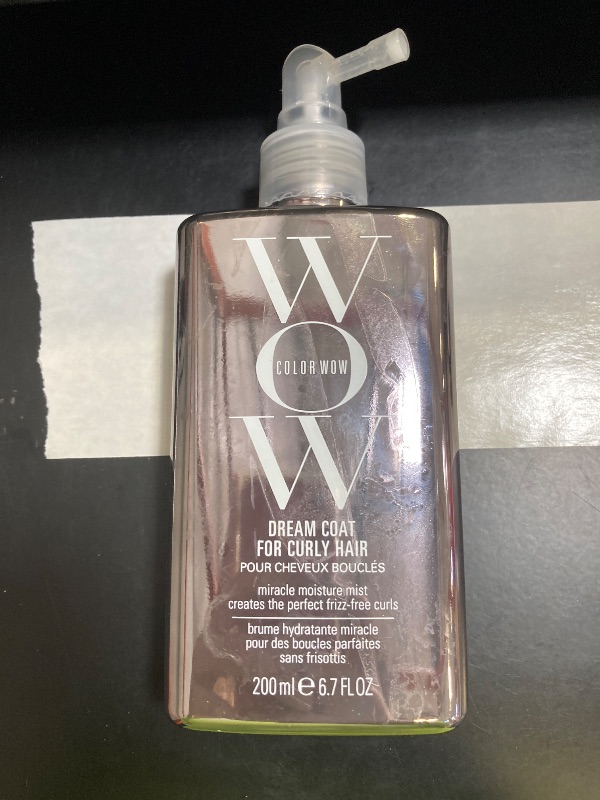 W
O
COLOR WOW
W
DREAM COAT
FOR CURLY HAIR
POUR CHEVEUX BOUCLÉS
miracle moisture mist
creates the perfect frizz-free curls
brume hydratante miracle
pour des boucles parfaites
sans frisottis
200 ml ℮ 6.7 FL OZ